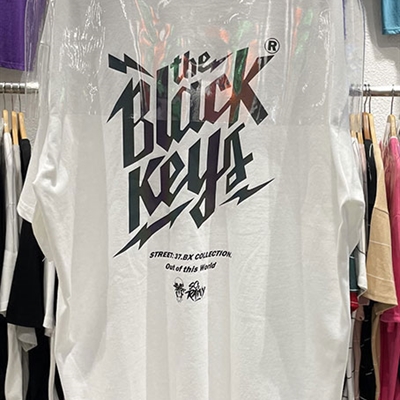 the
Black ®
keys
STREET: 37.BX COLLECTION.
Out of this World